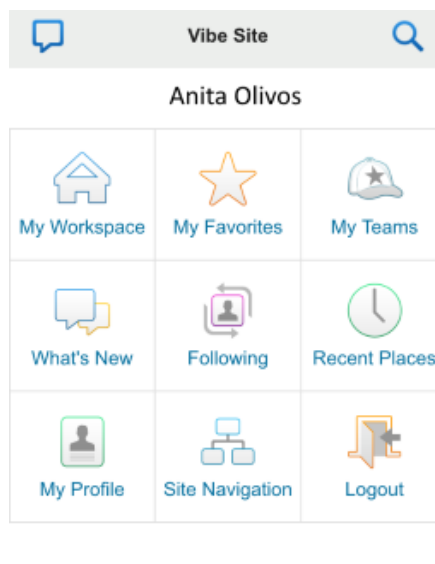 Vibe Site
Anita Olivos
My Workspace My Favorites My Teams
What's New Following Recent Places
My Profile Site Navigation Logout